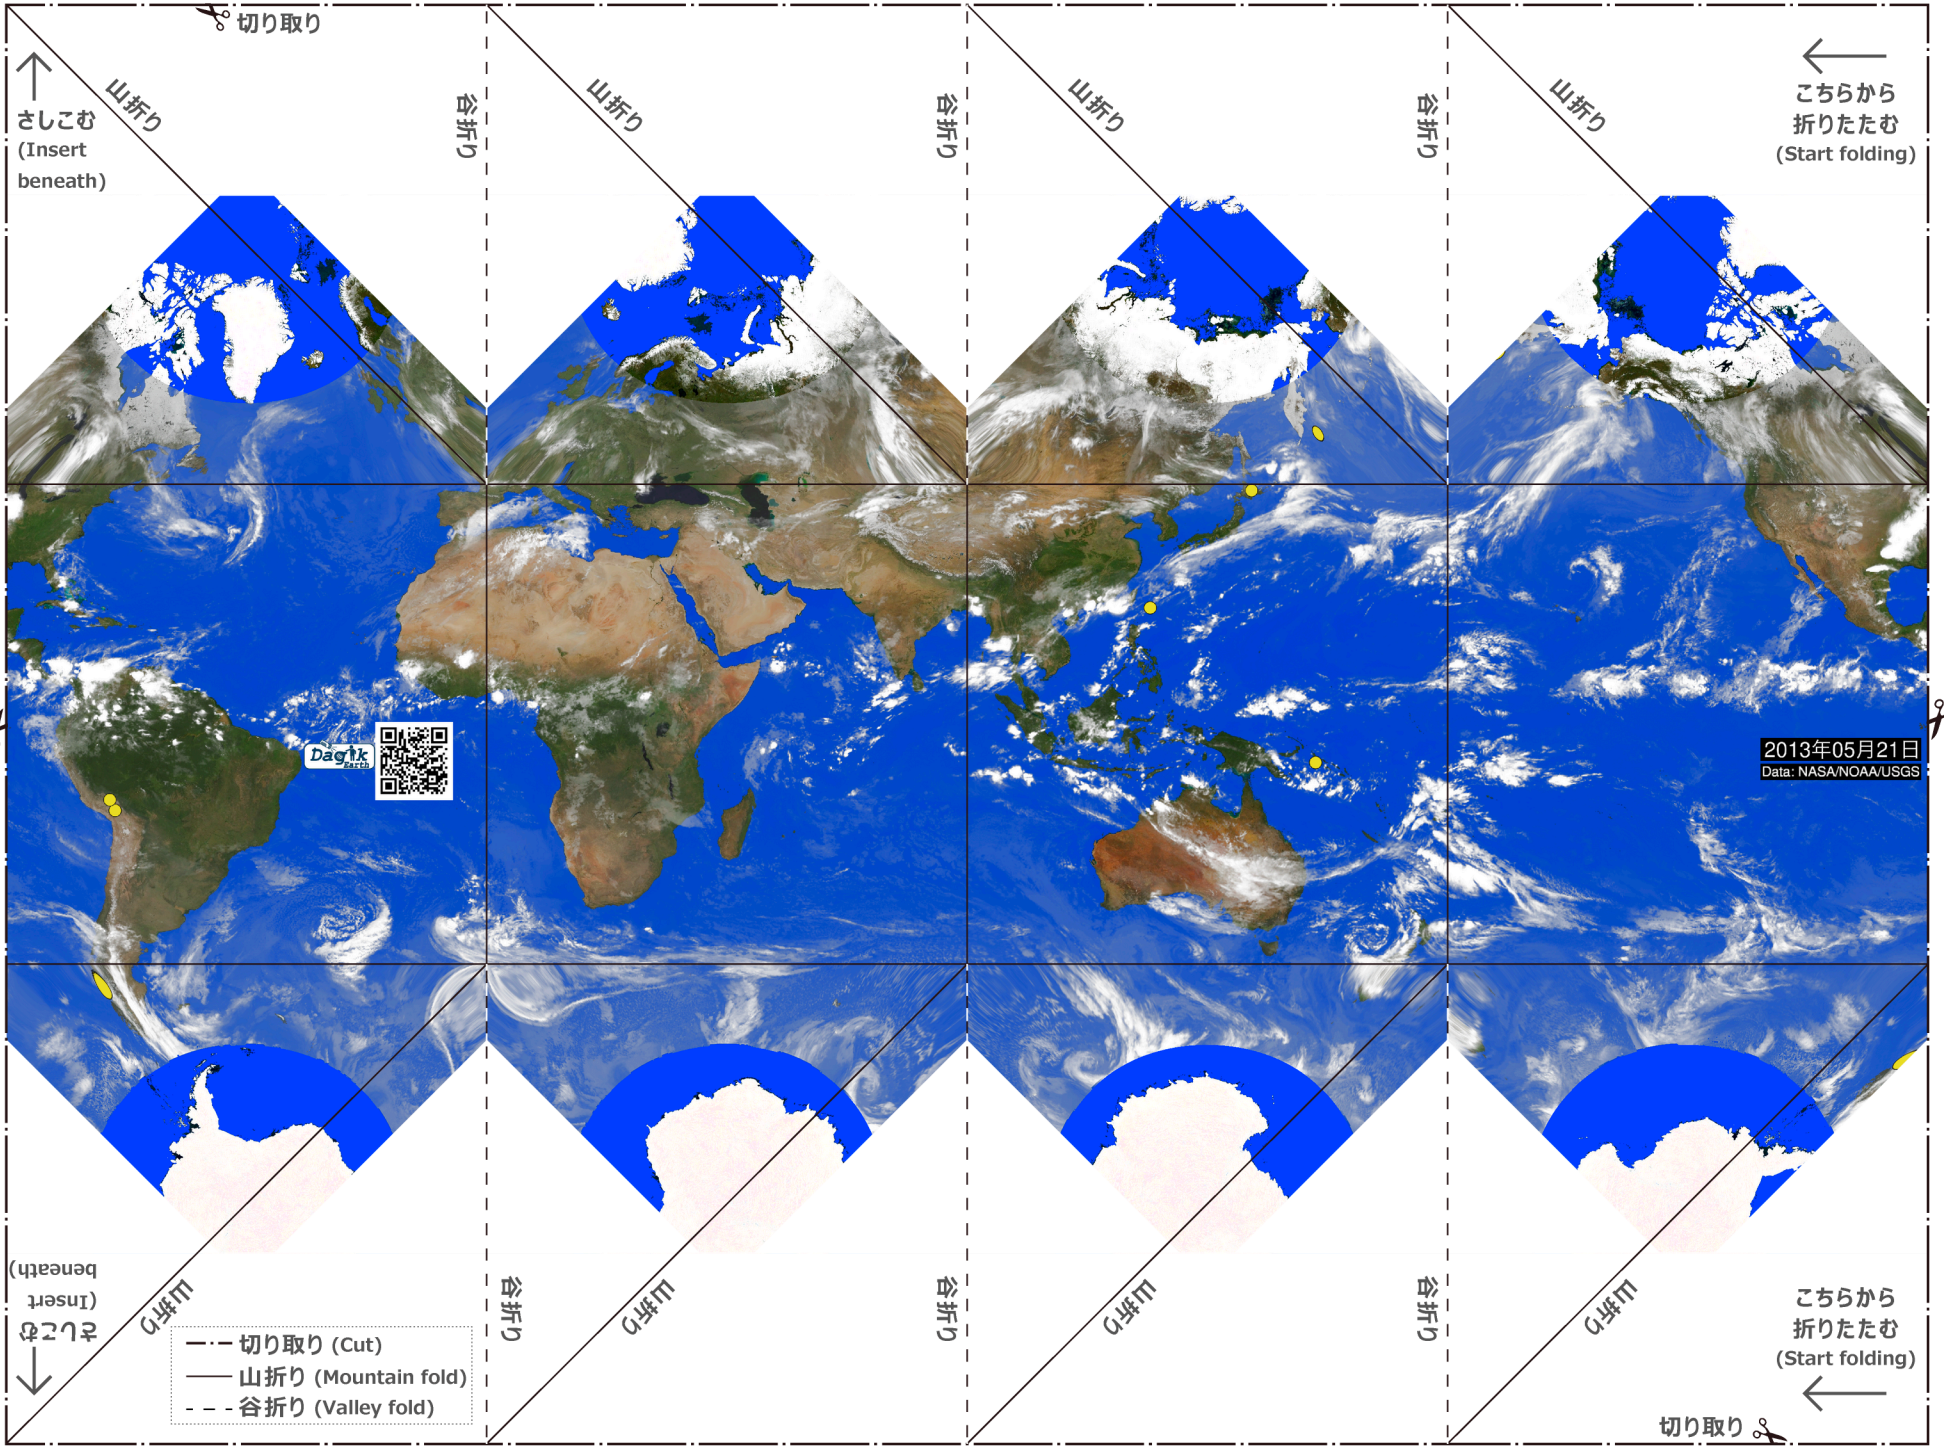 切り取り
山折り
谷折り
山折り
谷折り
山折り
谷折り
山折り
こちらから
折りたたむ
(Start folding)
さしこむ
(Insert
beneath)
Dagik
Earth
2013年05月21日
Data: NASA/NOAA/USGS
さしこむ
(Insert
beneath)
山折り
谷折り
山折り
谷折り
山折り
谷折り
山折り
こちらから
折りたたむ
(Start folding)
切り取り (Cut)
山折り (Mountain fold)
谷折り (Valley fold)
切り取り